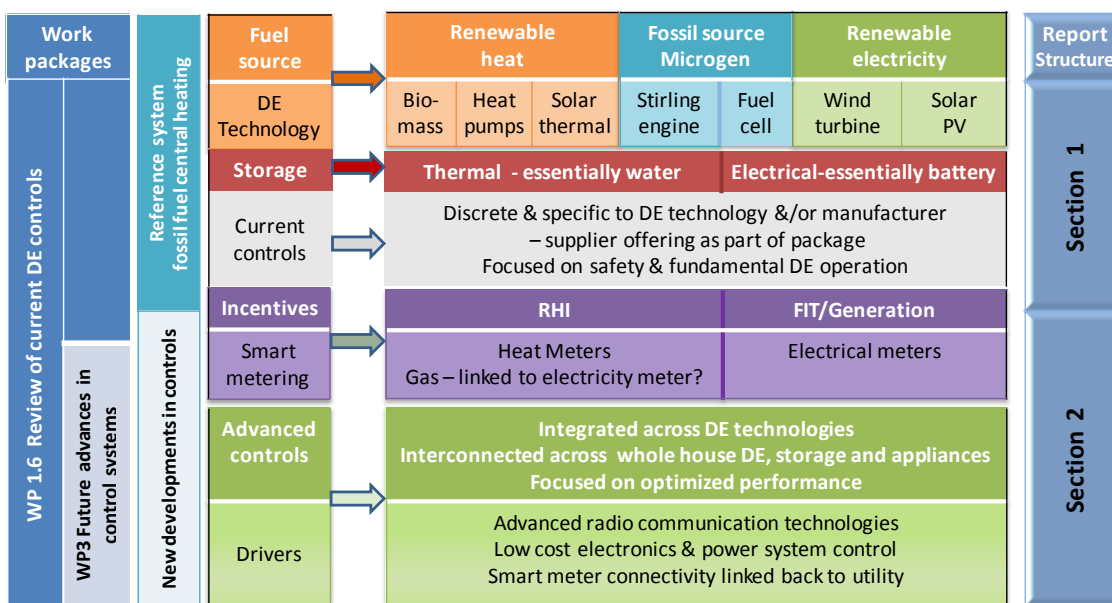 Work
packages
WP 1.6  Review of current DE controls
WP3 Future advances in
control systems
Reference system
fossil fuel central heating
New developments in controls
Fuel
source
DE
Technology
Renewable
heat
Fossil source
Microgen
Renewable
electricity
Bio-
mass
Heat
pumps
Solar
thermal
Stirling
engine
Fuel
cell
Wind
turbine
Solar
PV
Storage
Thermal  - essentially water
Electrical-essentially battery
Current
controls
Discrete & specific to DE technology &/or manufacturer
– supplier offering as part of package
Focused on safety & fundamental DE operation
Incentives
RHI
FIT/Generation
Smart
metering
Heat Meters
Gas – linked to electricity meter?
Electrical meters
Advanced
controls
Integrated across DE technologies
Interconnected across  whole house DE, storage and appliances
Focused on optimized performance
Drivers
Advanced radio communication technologies
Low cost electronics & power system control
Smart meter connectivity linked back to utility
Report
Structure
Section 1
Section 2